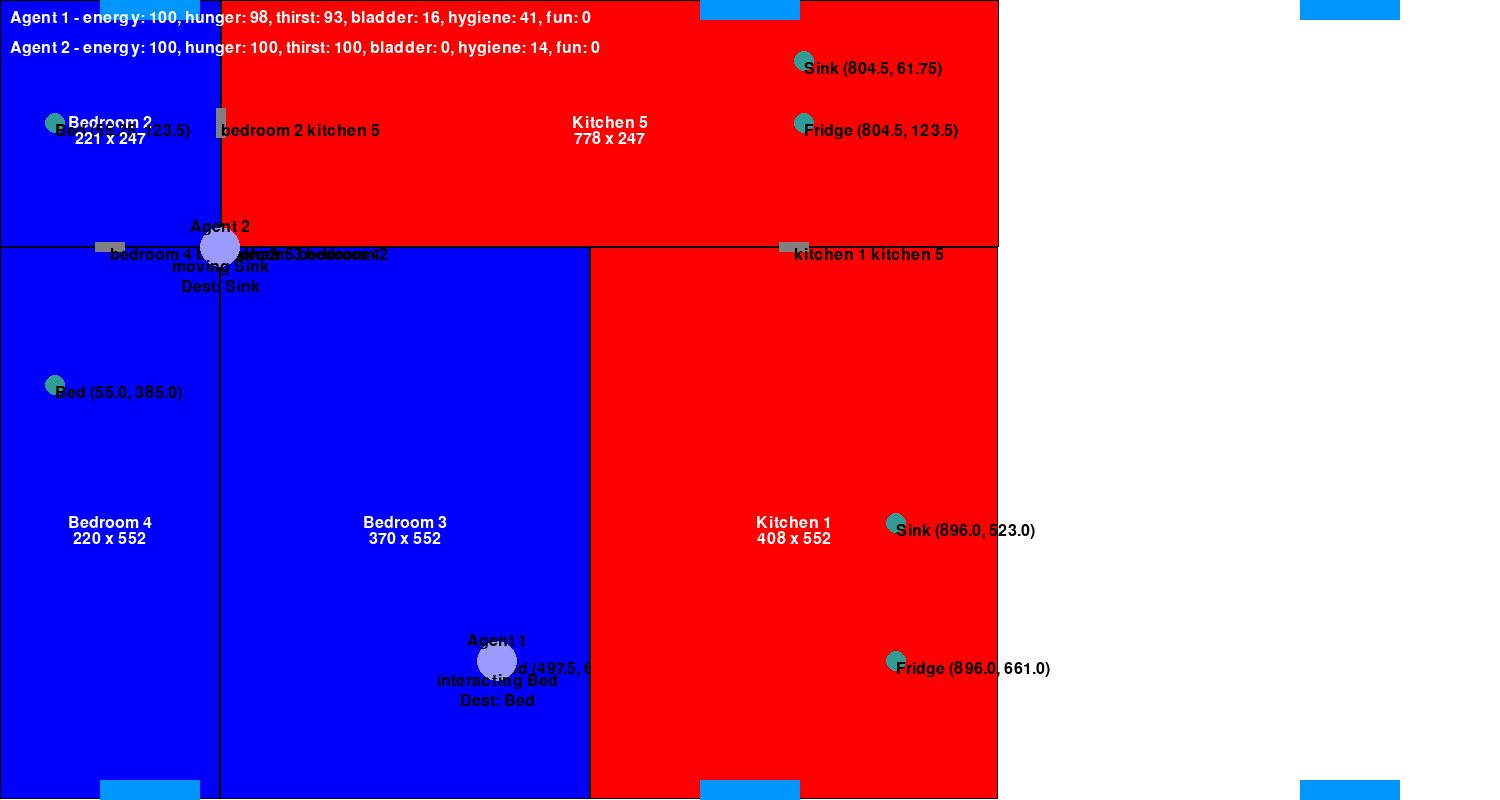 Agent 1 - energy: 100, hunger: 98, thirst: 93, bladder: 16, hygiene: 41, fun: 0
Agent 2 - energy: 100, hunger: 100, thirst: 100, bladder: 0, hygiene: 14, fun: 0
Sink (804.5, 61.75)
Bedroom 2
221 x 247
123.5)
bedroom 2 kitchen 5
Kitchen 5
778 x 247
Fridge (804.5, 123.5)
Agent 2
bedroom 4
kitchen 1 kitchen 5
moving Sink
Dest: Sink
Bed (55.0, 385.0)
Bedroom 4
220 x 552
Bedroom 3
370 x 552
Kitchen 1
408 x 552
Sink (896.0, 523.0)
Agent 1
(497.5, 6
Fridge (896.0, 661.0)
interacting Bed
Dest: Bed